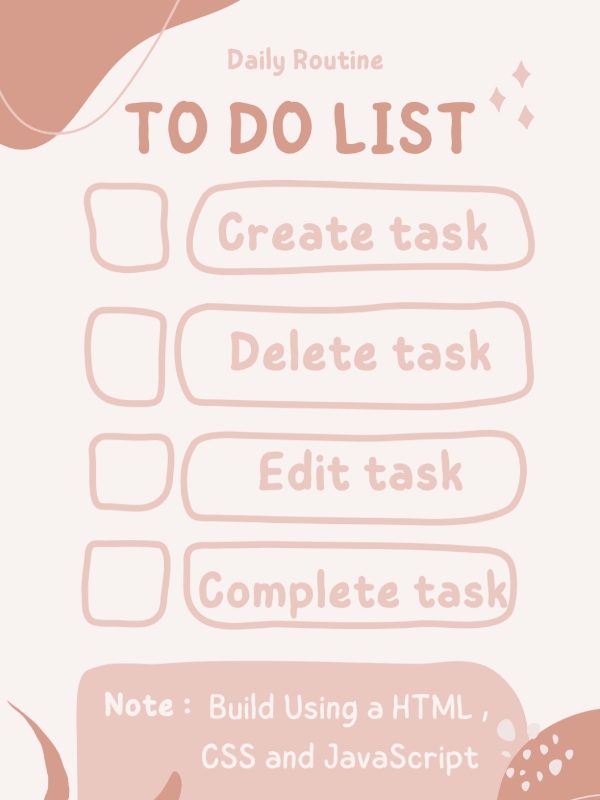 Daily Routine
TO DO LIST
Create task
Delete task
Edit task
Complete task
Note : Build Using a HTML ,
CSS and JavaScript